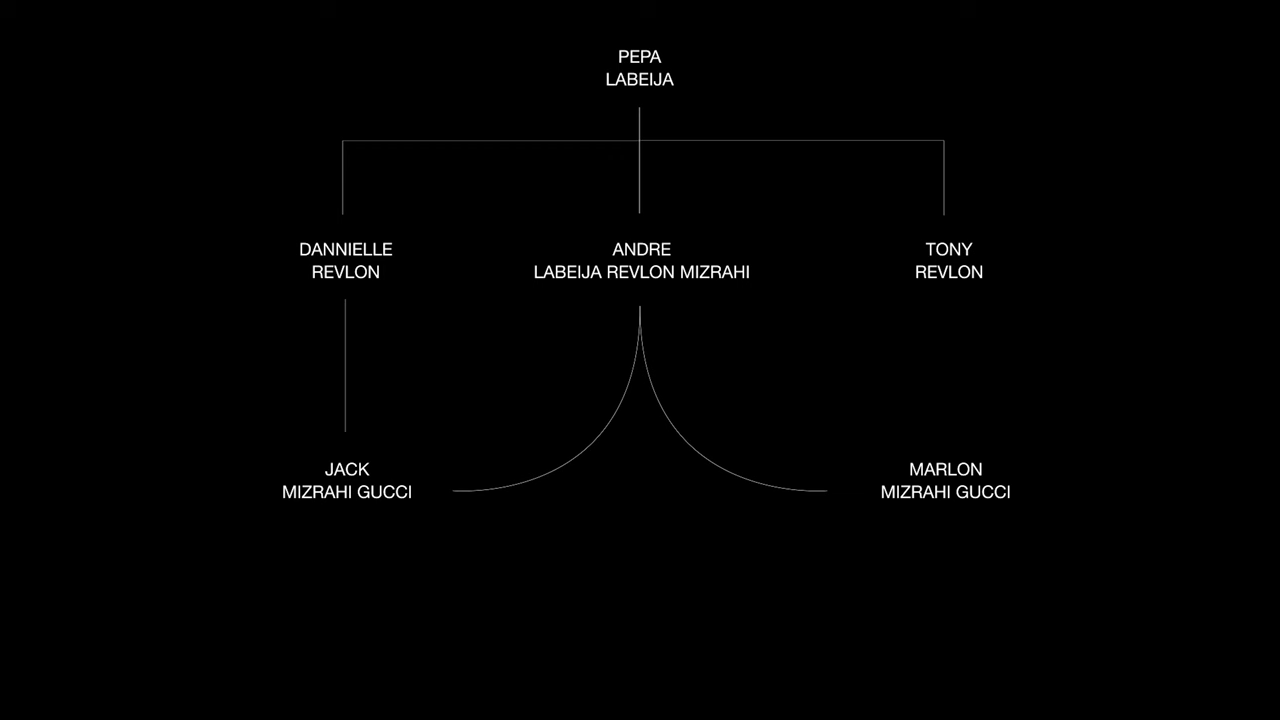 PEPA
LABEIJA
DANNIELLE
REVLON
ANDRE
LABEIJA REVLON MIZRAHI
TONY
REVLON
JACK
MIZRAHI GUCCI
MARLON
MIZRAHI GUCCI